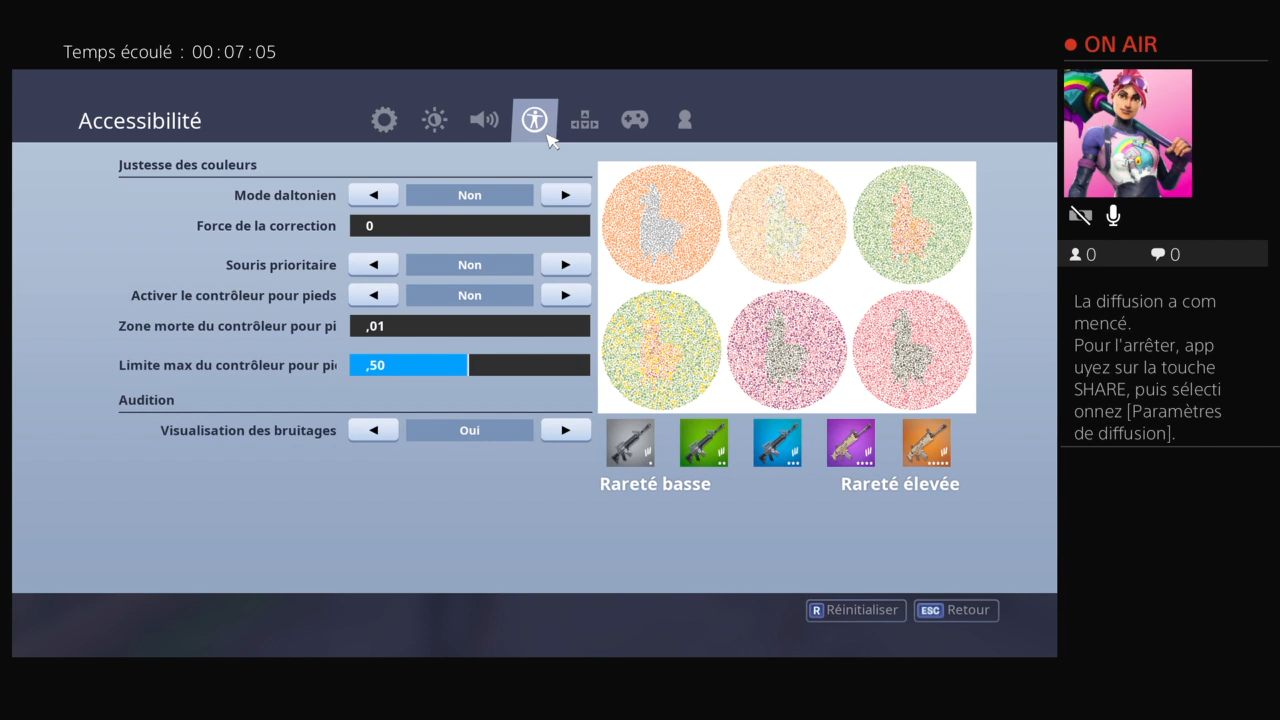 Temps écoulé : 00:07:05
ON AIR
Accessibilité
Justesse des couleurs
Mode daltonien
Non
Force de la correction
0
Souris prioritaire
Non
Activer le contrôleur pour pieds
Non
Zone morte du contrôleur pour pi
,01
Limite max du contrôleur pour pi
,50
Audition
Visualisation des bruitages
Oui
Rareté basse
Rareté élevée
R Réinitialiser
ESC Retour
0
0
La diffusion a com
mencé.
Pour l'arrêter, app
uyez sur la touche
SHARE, puis sélecti
onnez [Paramètres
de diffusion].